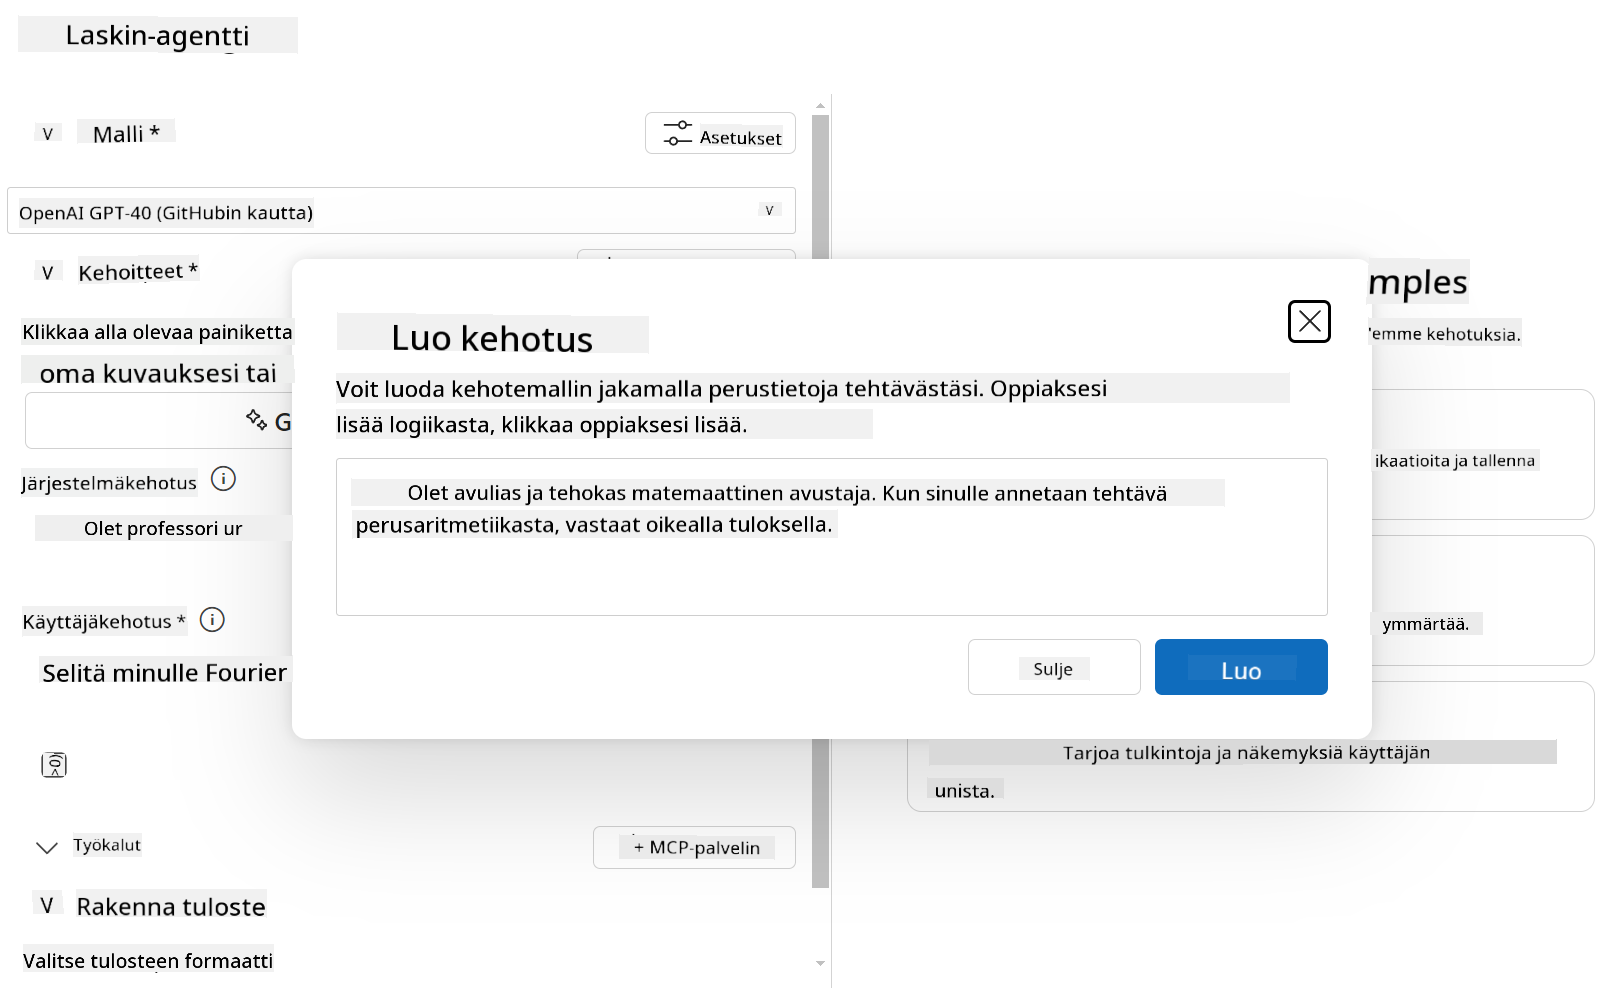 Laskin-agentti
V Malli *
Asetukset
OpenAI GPT-40 (GitHubin kautta) V
V Kehoitteet *
Klikkaa alla olevaa painiketta
oma kuvauksesi tai
G
Järjestelmäkehotus i
Olet professori ur
Käyttäjäkehotus * i
Selitä minulle Fourier
Työkalut
+ MCP-palvelin
V Rakenna tuloste
Valitse tulosteen formaatti
Luo kehotus
Voit luoda kehotemallin jakamalla perustietoja tehtävästäsi. Oppiaksesi
lisää logiikasta, klikkaa oppiaksesi lisää.
Olet avulias ja tehokas matemaattinen avustaja. Kun sinulle annetaan tehtävä
perusaritmetiikasta, vastaat oikealla tuloksella.
Sulje
Luo
mples
emme kehotuksia.
ikaatioita ja tallenna
ymmärtää.
Tarjoa tulkintoja ja näkemyksiä käyttäjän
unista.